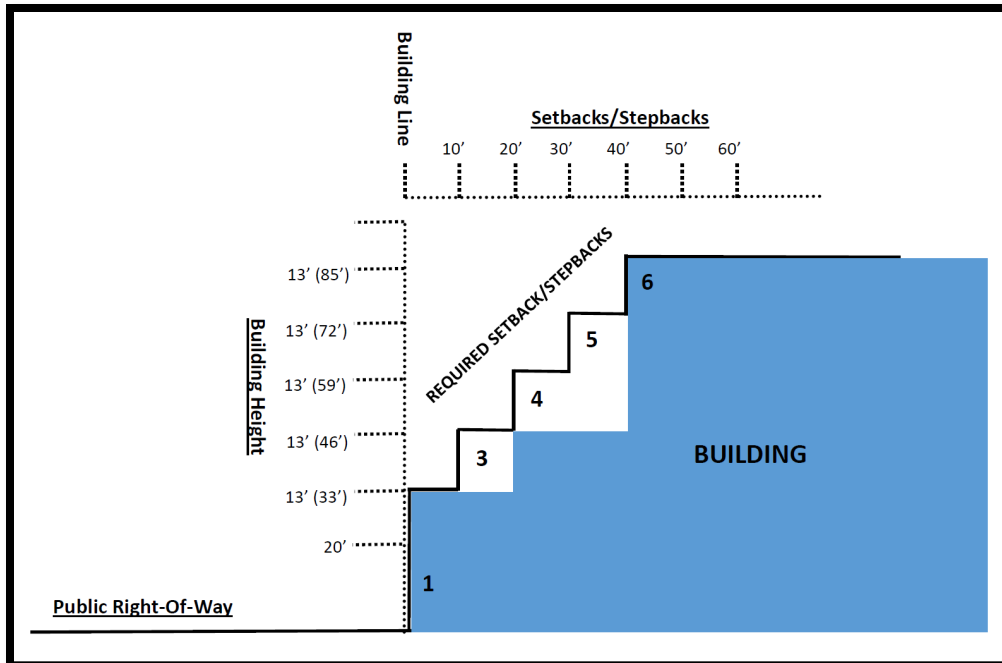 Building Line
Setbacks/Stepbacks
10’ 20’ 30’ 40’ 50’ 60’
REQUIRED SETBACK/STEPBACKS
Building Height
13’ (85’)
13’ (72’)
13’ (59’)
13’ (46’)
13’ (33’)
20’
6
5
4
3
1
BUILDING
Public Right-Of-Way